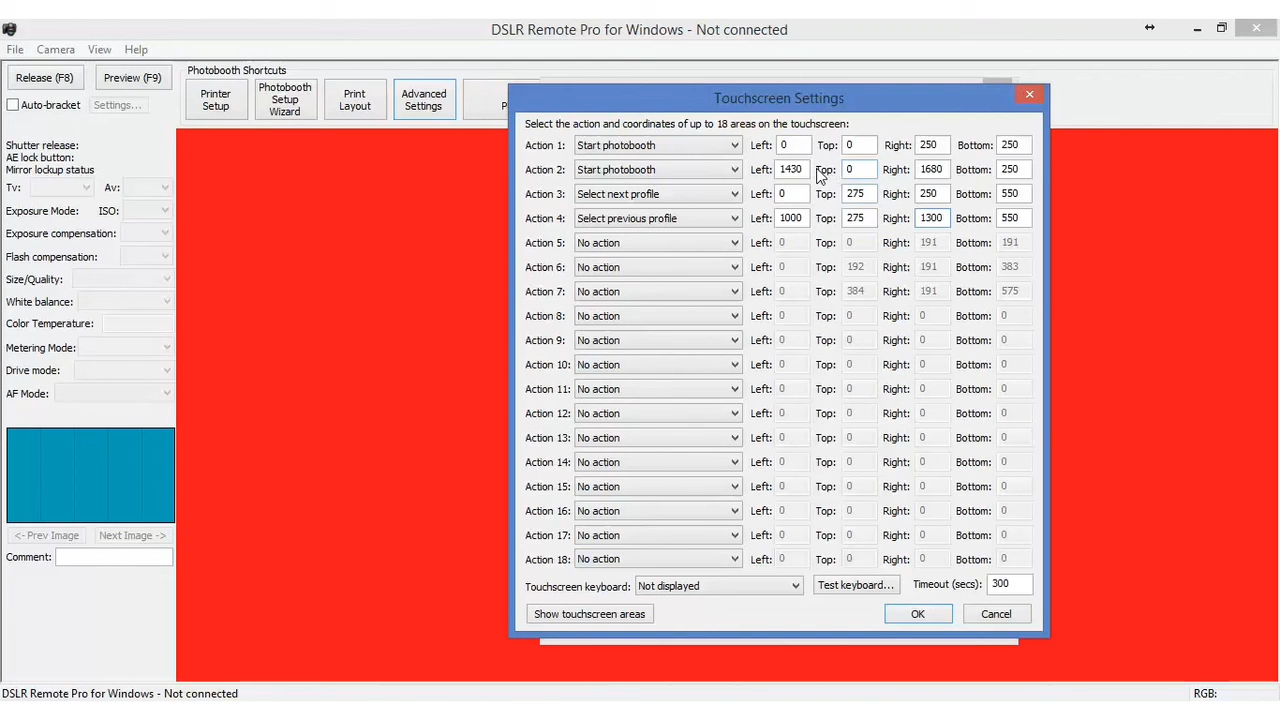 DSLR Remote Pro for Windows - Not connected
File Camera View Help
Release (F8) Preview (F9)
Auto-bracket Settings...
Photobooth Shortcuts
Printer Setup
Photobooth Setup Wizard
Print Layout
Advanced Settings
P
Shutter release:
AE lock button:
Mirror lockup status
Tv: Av:
Exposure Mode: ISO:
Exposure compensation:
Flash compensation:
Size/Quality:
White balance:
Color Temperature:
Metering Mode:
Drive mode:
AF Mode:
<- Prev Image Next Image ->
Comment:
Touchscreen Settings
Select the action and coordinates of up to 18 areas on the touchscreen:
Action 1: Start photobooth Left: 0 Top: 0 Right: 250 Bottom: 250
Action 2: Start photobooth Left: 1430 Top: 0 Right: 1680 Bottom: 250
Action 3: Select next profile Left: 0 Top: 275 Right: 250 Bottom: 550
Action 4: Select previous profile Left: 1000 Top: 275 Right: 1300 Bottom: 550
Action 5: No action Left: 0 Top: 0 Right: 191 Bottom: 191
Action 6: No action Left: 0 Top: 192 Right: 191 Bottom: 383
Action 7: No action Left: 0 Top: 384 Right: 191 Bottom: 575
Action 8: No action Left: 0 Top: 0 Right: 0 Bottom: 0
Action 9: No action Left: 0 Top: 0 Right: 0 Bottom: 0
Action 10: No action Left: 0 Top: 0 Right: 0 Bottom: 0
Action 11: No action Left: 0 Top: 0 Right: 0 Bottom: 0
Action 12: No action Left: 0 Top: 0 Right: 0 Bottom: 0
Action 13: No action Left: 0 Top: 0 Right: 0 Bottom: 0
Action 14: No action Left: 0 Top: 0 Right: 0 Bottom: 0
Action 15: No action Left: 0 Top: 0 Right: 0 Bottom: 0
Action 16: No action Left: 0 Top: 0 Right: 0 Bottom: 0
Action 17: No action Left: 0 Top: 0 Right: 0 Bottom: 0
Action 18: No action Left: 0 Top: 0 Right: 0 Bottom: 0
Touchscreen keyboard: Not displayed Test keyboard... Timeout (secs): 300
Show touchscreen areas OK Cancel
DSLR Remote Pro for Windows - Not connected RGB: